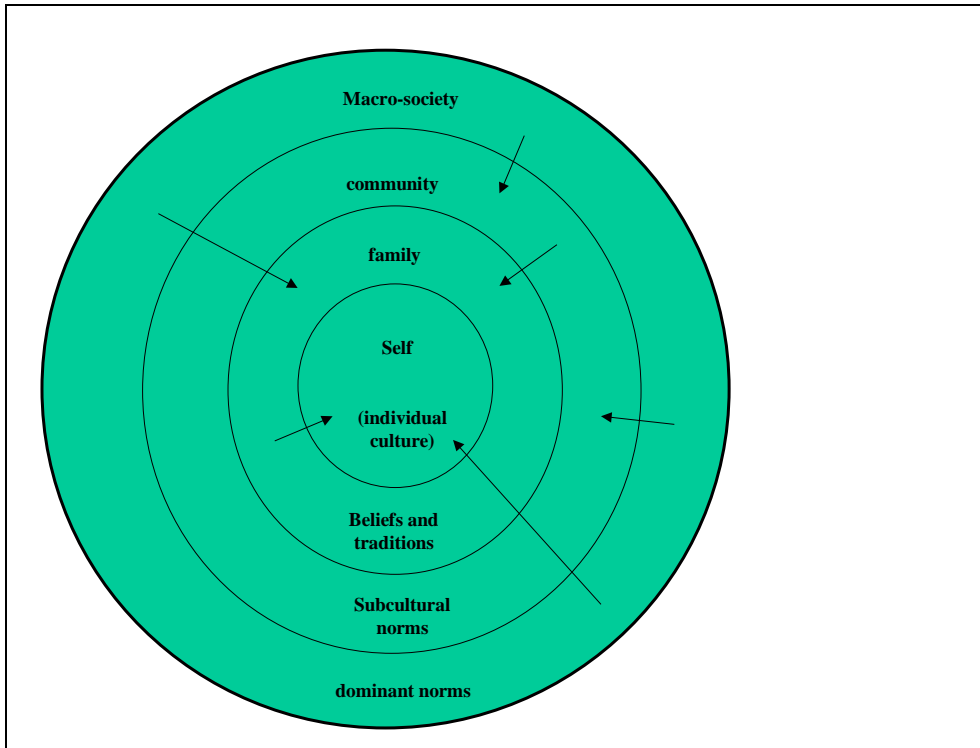 Macro-society
community
family
Self
(individual
culture)
Beliefs and
traditions
Subcultural
norms
dominant norms